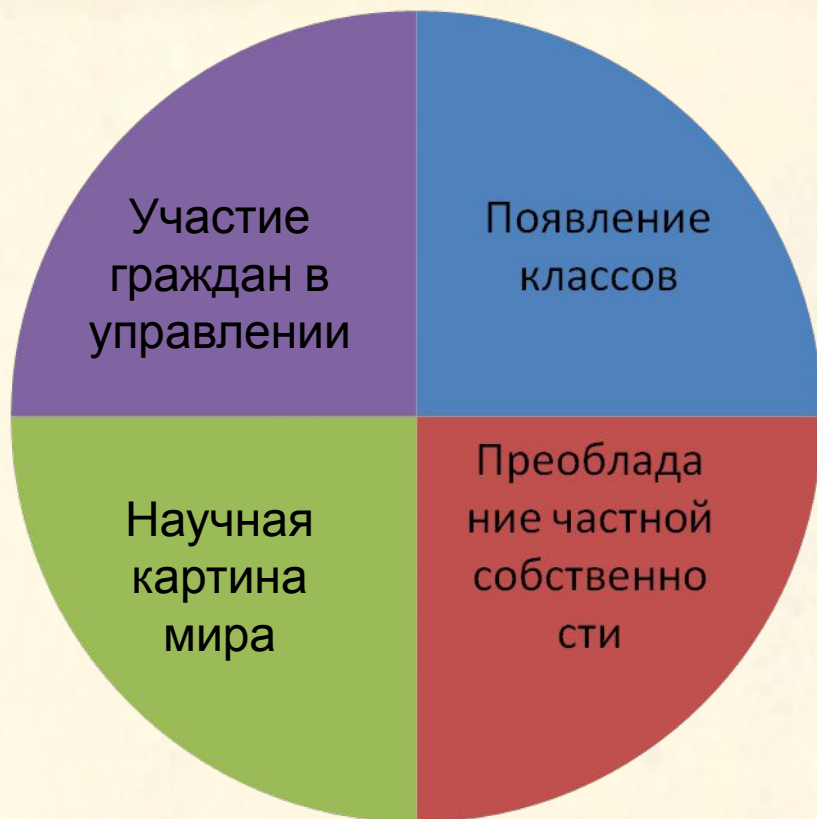 Участие
граждан в
управлении
Появление
классов
Научная
картина
мира
Преоблада
ние частной
собственно
сти